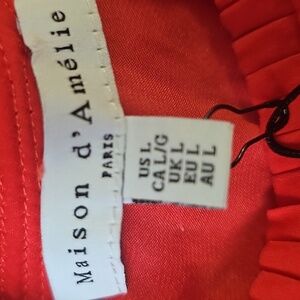 Maison d'Amélie
PARIS
US L
CA L/G
UK L
EU L
AU L